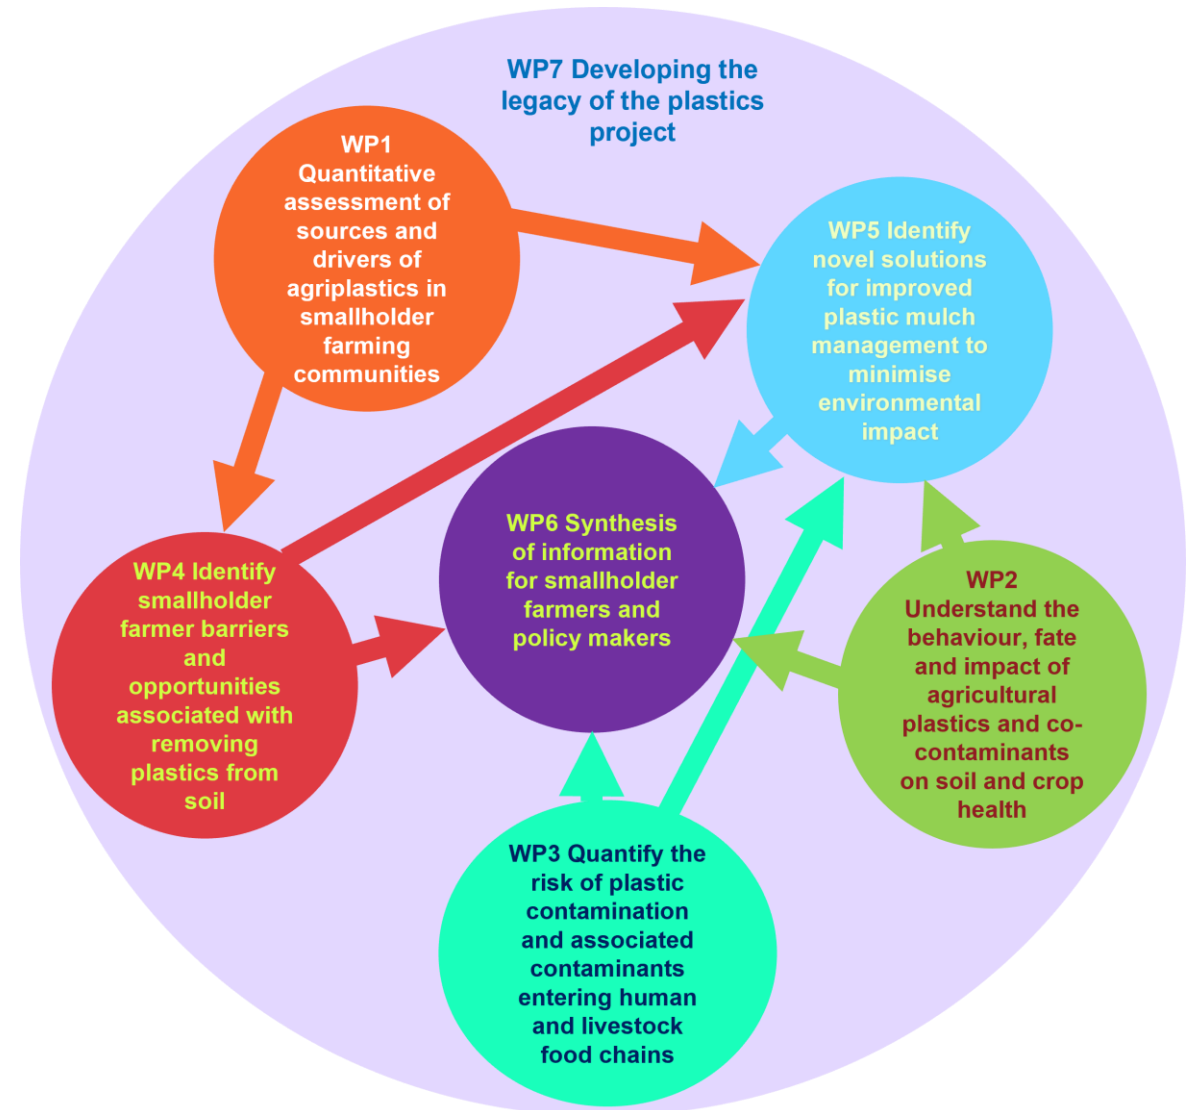 WP7 Developing the
legacy of the plastics
project
WP1
Quantitative
assessment of
sources and
drivers of
agriplastics in
smallholder
farming
communities
WP5 Identify
novel solutions
for improved
plastic mulch
management to
minimise
environmental
impact
WP6 Synthesis
of information
for smallholder
farmers and
policy makers
WP4 Identify
smallholder
farmer barriers
and
opportunities
associated with
removing
plastics from
soil
WP2
Understand the
behaviour, fate
and impact of
agricultural
plastics and co-
contaminants
on soil and crop
health
WP3 Quantify the
risk of plastic
contamination
and associated
contaminants
entering human
and livestock
food chains